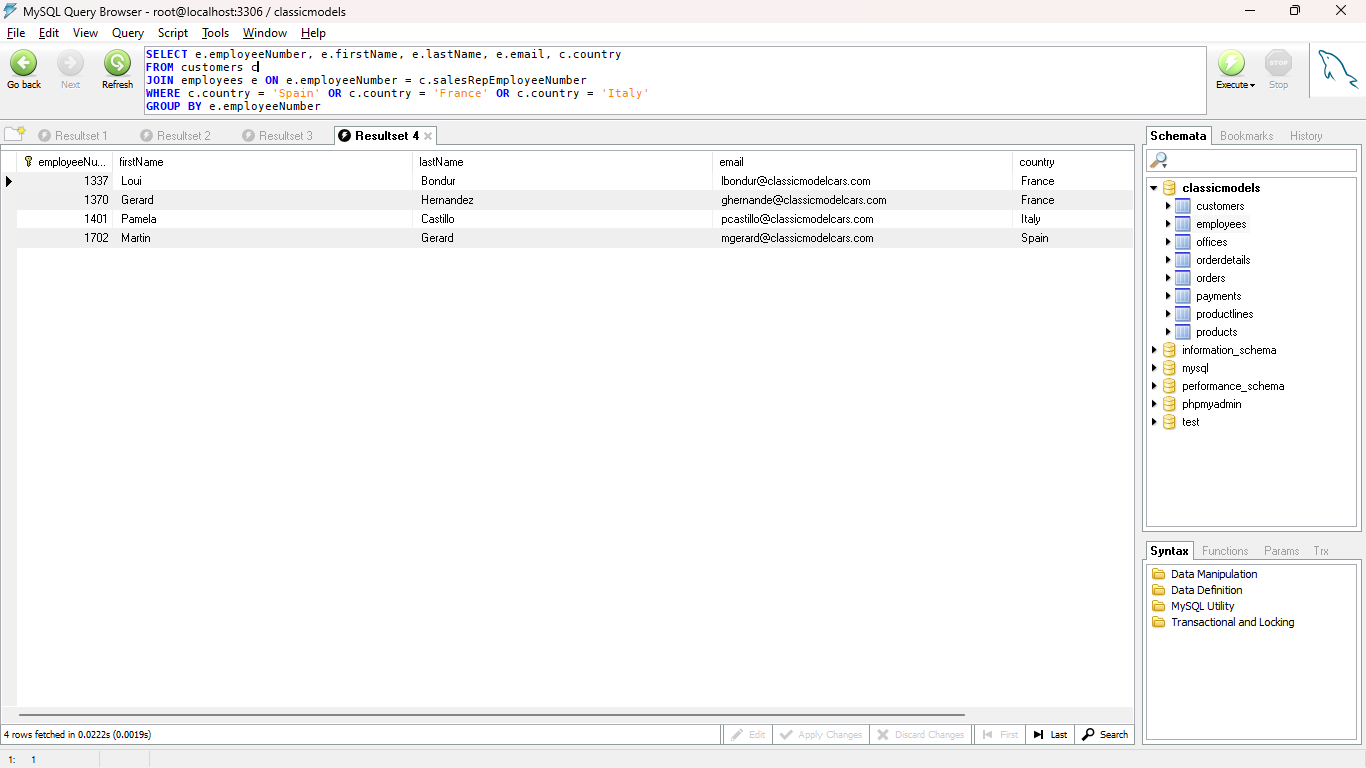 MySQL Query Browser - root@localhost:3306 / classicmodels
File Edit View Query Script Tools Window Help
Go back Next Refresh
SELECT e.employeeNumber, e.firstName, e.lastName, e.email, c.country
FROM customers c
JOIN employees e ON e.employeeNumber = c.salesRepEmployeeNumber
WHERE c.country = 'Spain' OR c.country = 'France' OR c.country = 'Italy'
GROUP BY e.employeeNumber
Execute STOP Stop
Resultset 1 Resultset 2 Resultset 3 Resultset 4
employeeNu... firstName lastName email country
1337 Loui Bondur lbondur@classicmodelcars.com France
1370 Gerard Hernandez ghernande@classicmodelcars.com France
1401 Pamela Castillo pcastillo@classicmodelcars.com Italy
1702 Martin Gerard mgerard@classicmodelcars.com Spain
4 rows fetched in 0.0222s (0.0019s)
Edit Apply Changes Discard Changes First Last Search
1: 1
Schemata Bookmarks History
classicmodels
customers
employees
offices
orderdetails
orders
payments
productlines
products
information_schema
mysql
performance_schema
phpmyadmin
test
Syntax Functions Params Trx
Data Manipulation
Data Definition
MySQL Utility
Transactional and Locking